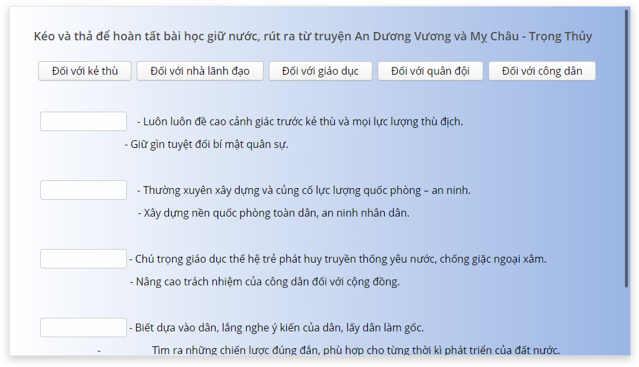 Kéo và thả để hoàn tất bài học giữ nước, rút ra từ truyện An Dương Vương và Mỵ Châu - Trọng Thủy
Đối với kẻ thù Đối với nhà lãnh đạo Đối với giáo dục Đối với quân đội Đối với công dân
- Luôn luôn đề cao cảnh giác trước kẻ thù và mọi lực lượng thù địch.
- Giữ gìn tuyệt đối bí mật quân sự.
- Thường xuyên xây dựng và củng cố lực lượng quốc phòng – an ninh.
- Xây dựng nền quốc phòng toàn dân, an ninh nhân dân.
- Chú trọng giáo dục thế hệ trẻ phát huy truyền thống yêu nước, chống giặc ngoại xâm.
- Nâng cao trách nhiệm của công dân đối với cộng đồng.
- Biết dựa vào dân, lắng nghe ý kiến của dân, lấy dân làm gốc.
- Tìm ra những chiến lược đúng đắn, phù hợp cho từng thời kì phát triển của đất nước.